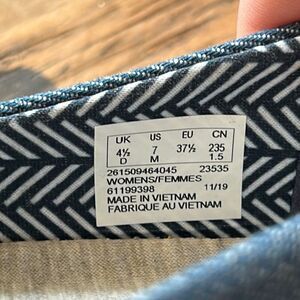 UK US EU CN
4½ 7 37½ 235
D M 1.5
261509464045 23535
WOMENS/FEMMES
61199398 11/19
MADE IN VIETNAM
FABRIQUE AU VIETNAM